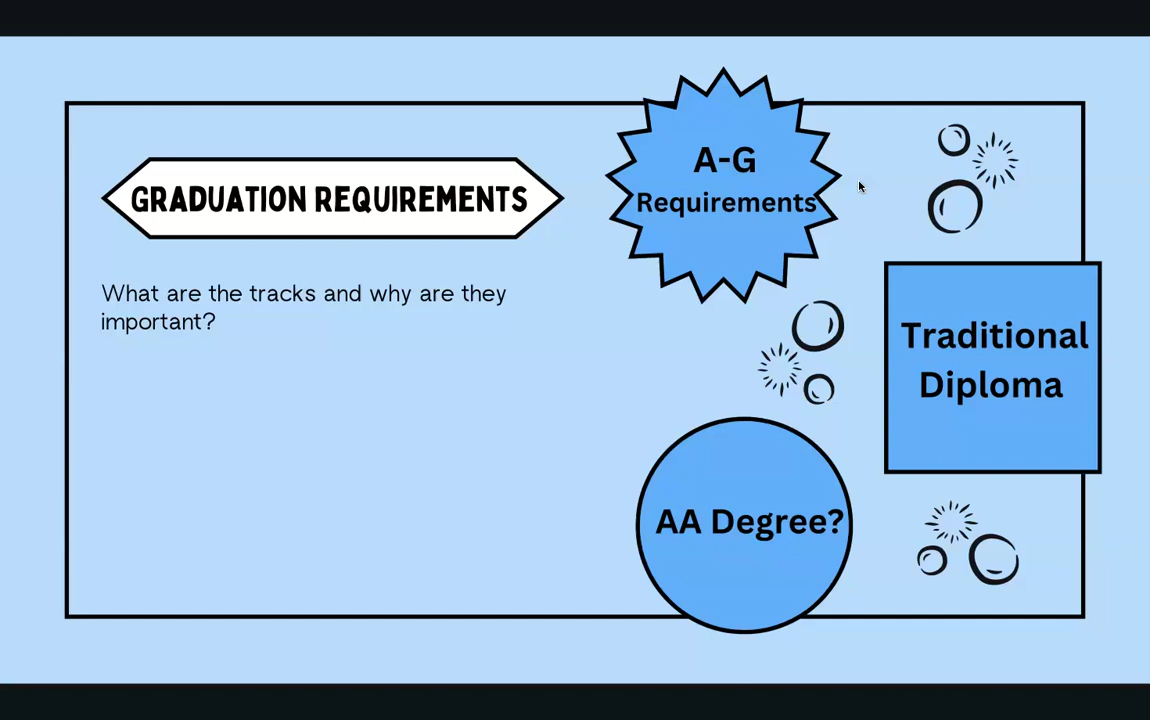 GRADUATION REQUIREMENTS
What are the tracks and why are they
important?
A-G
Requirements
Traditional
Diploma
AA Degree?